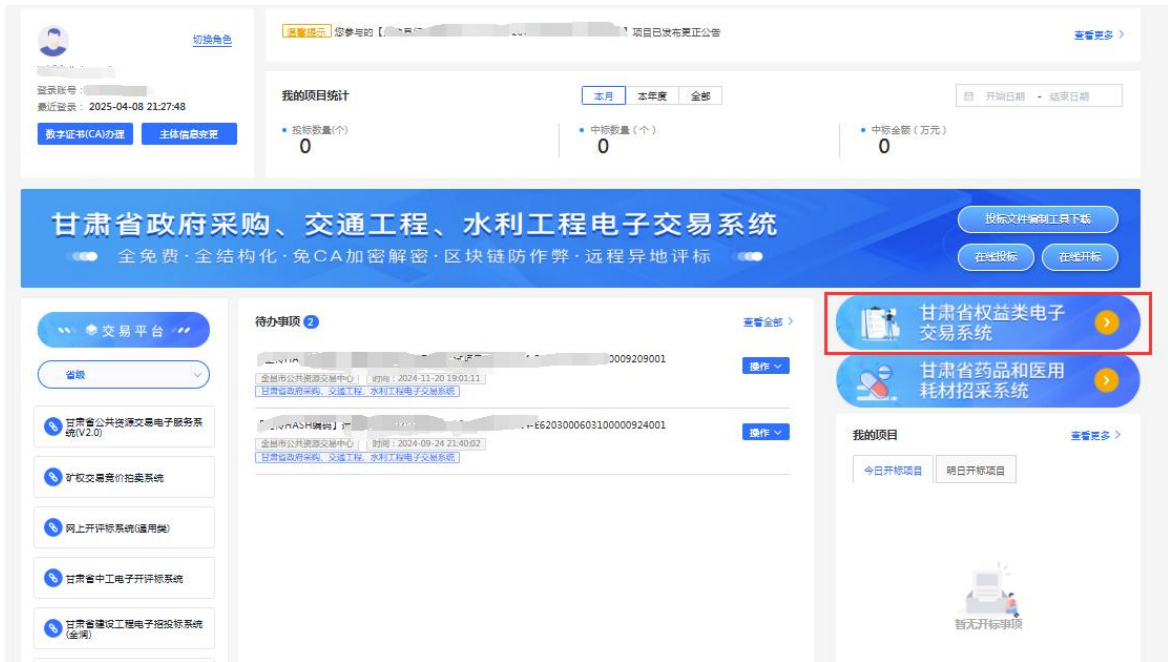 切换角色
登录账号：
最近登录： 2025-04-08 21:27:48
数字证书(CA)办理
主体信息变更
温馨提示 您参与的【
】项目已发布更正公告
查看更多 〉
我的项目统计
本月 本年度 全部
开始日期 - 结束日期
投标数量(个)
0
中标数量（个）
0
中标金额（万元）
0
甘肃省政府采购、交通工程、水利工程电子交易系统
全免费·全结构化·免CA加密解密·区块链防作弊·远程异地评标
投标文件编制工具下载
在线投标
在线开标
交易平台
省级
甘肃省公共资源交易电子服务系
统(V2.0)
矿权交易竞价拍卖系统
网上开评标系统(通用类)
甘肃省中工电子开评标系统
甘肃省建设工程电子招投标系统
(金润)
待办事项 2
查看全部 〉
0009209001
操作
金昌市公共资源交易中心 时间：2024-11-20 19:01:11
甘肃省政府采购、交通工程、水利工程电子交易系统
HASH编码】
E6203000603100000924001
操作
金昌市公共资源交易中心 时间：2024-09-24 21:40:02
甘肃省政府采购、交通工程、水利工程电子交易系统
甘肃省权益类电子
交易系统
甘肃省药品和医用
耗材招采系统
我的项目
查看更多 〉
今日开标项目
明日开标项目
暂无开标事项